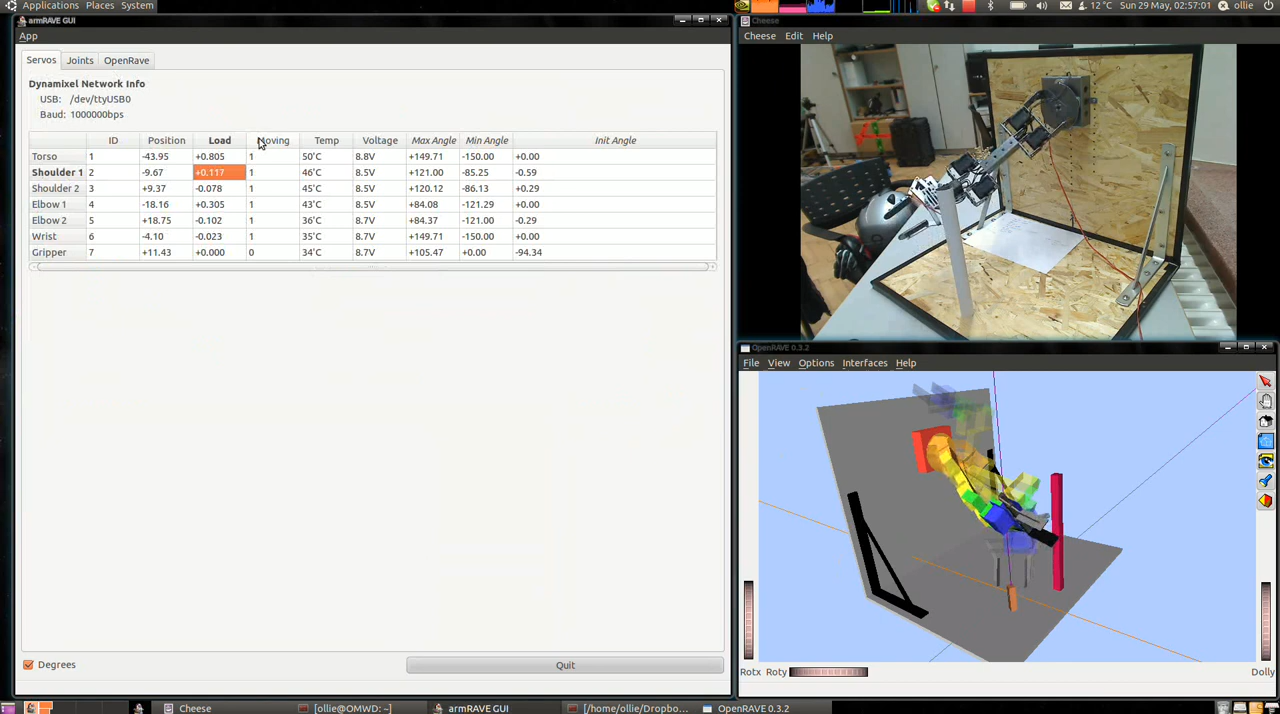 Applications Places System
12 °C Sun 29 May, 02:57:01 ollie
armRAVE GUI
App
Servos Joints OpenRave
Dynamixel Network Info
USB: /dev/ttyUSB0
Baud: 1000000bps
ID Position Load Moving Temp Voltage Max Angle Min Angle Init Angle
Torso 1 -43.95 +0.805 1 50°C 8.8V +149.71 -150.00 +0.00
Shoulder 1 2 -9.67 +0.117 1 46°C 8.5V +121.00 -85.25 -0.59
Shoulder 2 3 +9.37 -0.078 1 45°C 8.5V +120.12 -86.13 +0.29
Elbow 1 4 -18.16 +0.305 1 43°C 8.5V +84.08 -121.29 +0.00
Elbow 2 5 +18.75 -0.102 1 36°C 8.7V +84.37 -121.00 -0.29
Wrist 6 -4.10 -0.023 1 35°C 8.7V +149.71 -150.00 +0.00
Gripper 7 +11.43 +0.000 0 34°C 8.7V +105.47 +0.00 -94.34
Degrees
Quit
Cheese
Cheese Edit Help
OpenRAVE 0.3.2
File View Options Interfaces Help
Rotx Roty Dolly
Cheese [ollie@OMWD: ~] armRAVE GUI [/home/ollie/Dropbo... OpenRAVE 0.3.2